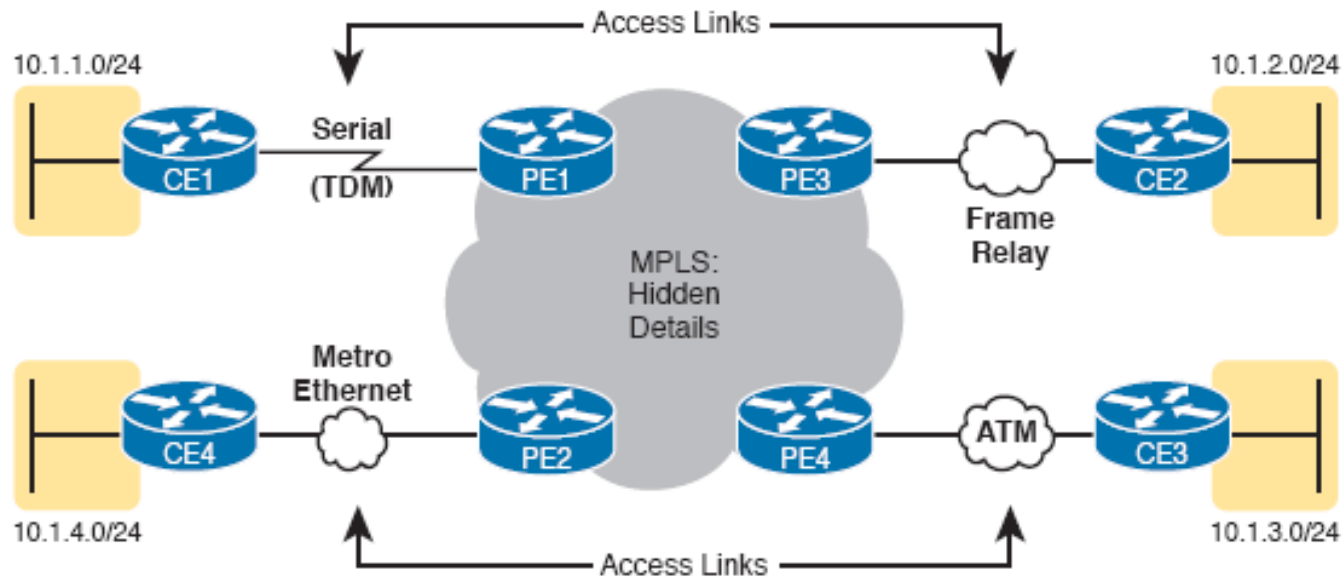 Access Links
10.1.1.0/24
10.1.2.0/24
Serial
(TDM)
CE1
PE1
PE3
CE2
Frame
Relay
MPLS:
Hidden
Details
Metro
Ethernet
CE4
PE2
PE4
ATM
CE3
10.1.4.0/24
10.1.3.0/24
Access Links